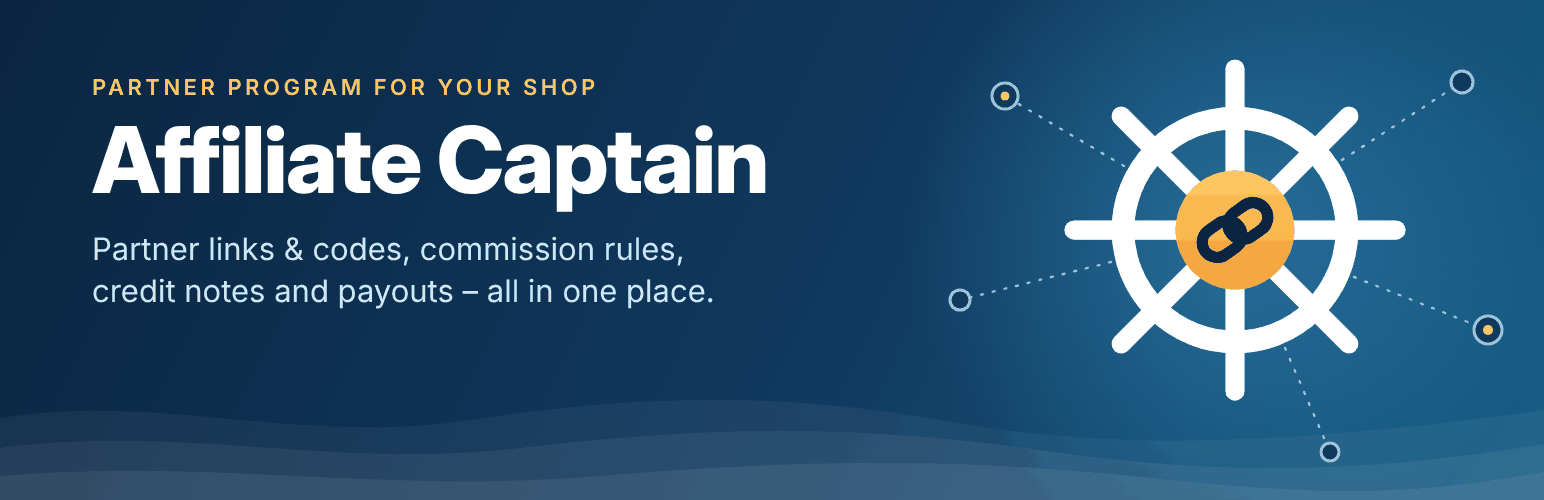 PARTNER PROGRAM FOR YOUR SHOP
Affiliate Captain
Partner links & codes, commission rules,
credit notes and payouts – all in one place.